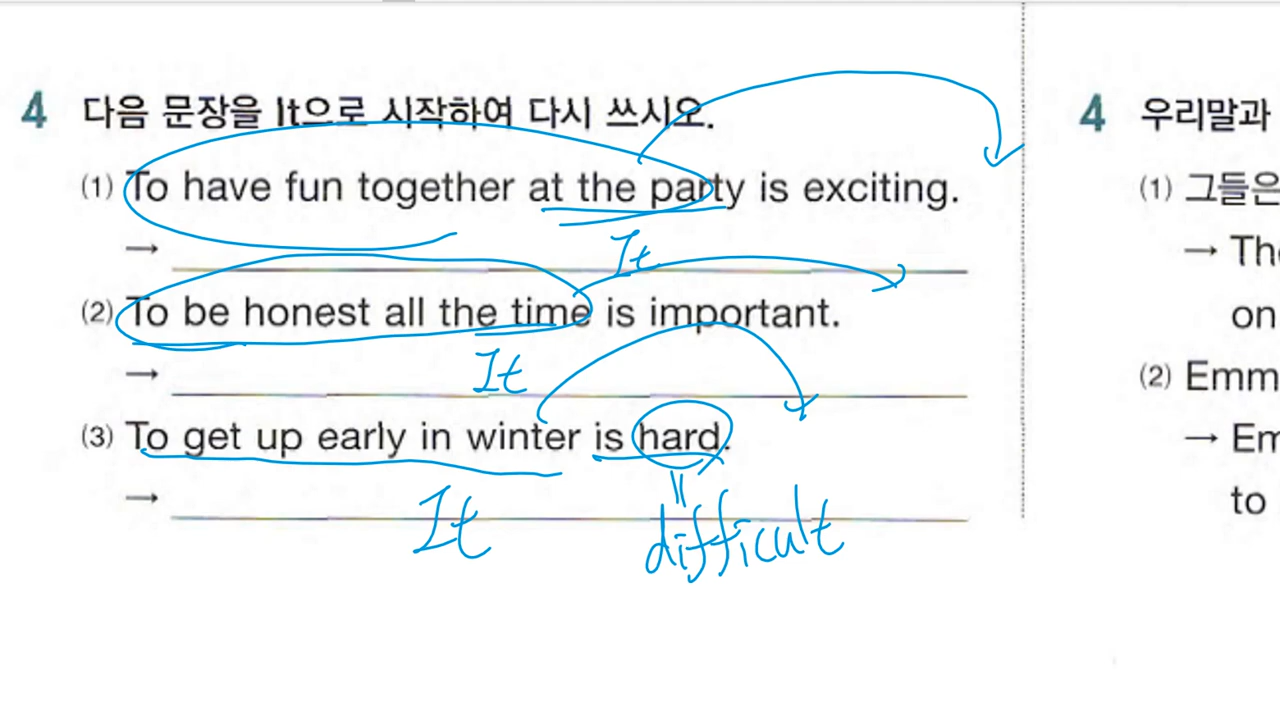 4 다음 문장을 It으로 시작하여 다시 쓰시오.
(1) To have fun together at the party is exciting.
→ It
(2) To be honest all the time is important.
→ It
(3) To get up early in winter is hard.
→ It = difficult
4 우리말과
(1) 그들은
→ The
on
(2) Emm
→ Em
to